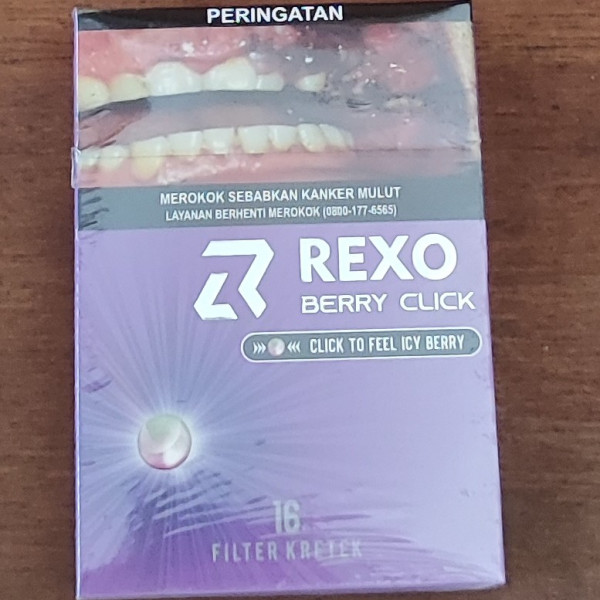 PERINGATAN
MEROKOK SEBABKAN KANKER MULUT
LAYANAN BERHENTI MEROKOK (0800-177-6565)
REXO
BERRY CLICK
CLICK TO FEEL ICY BERRY
16
FILTER KRETEK